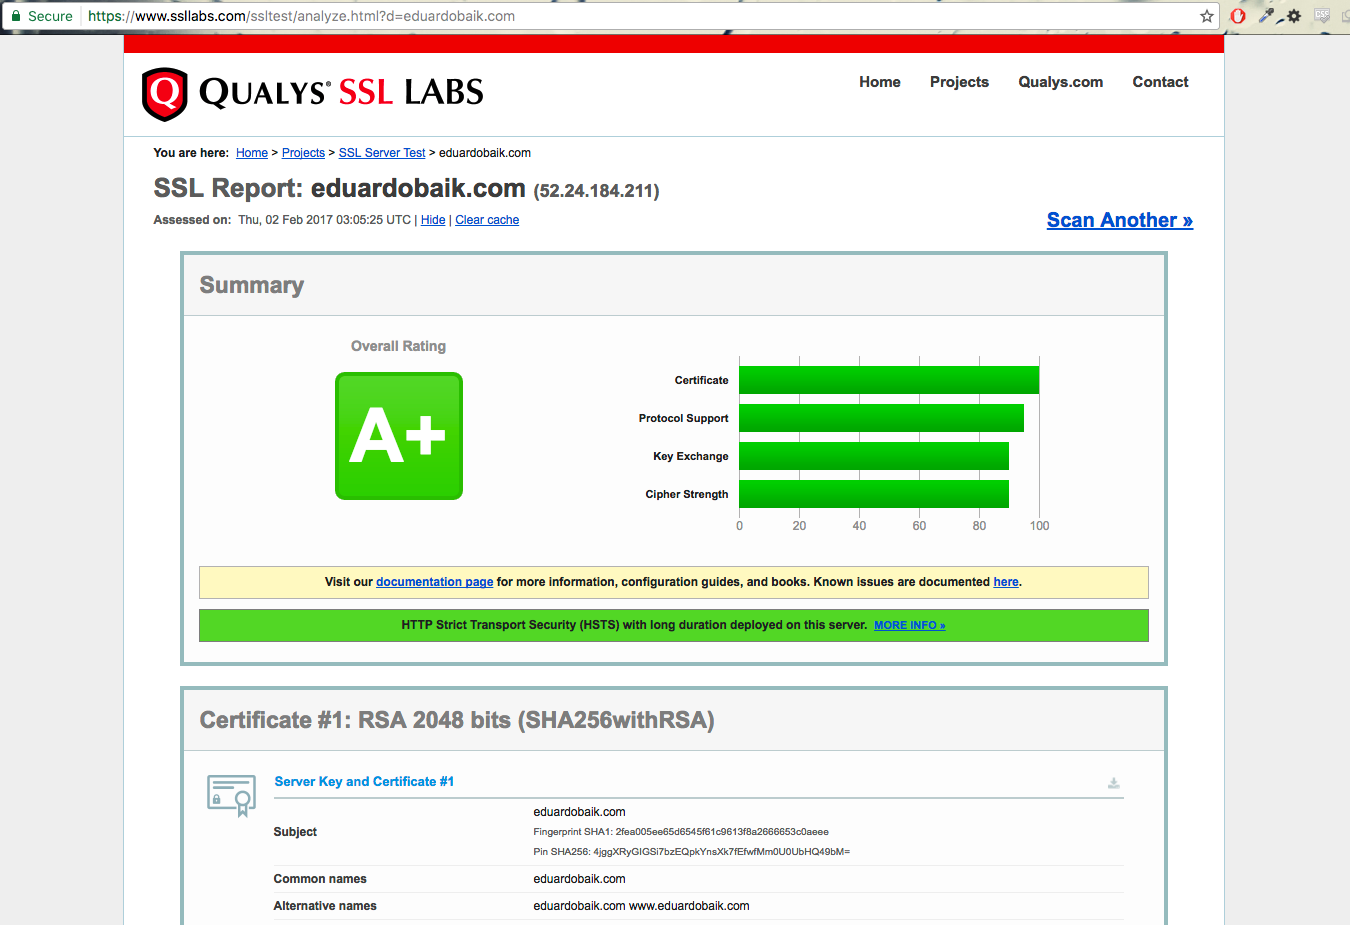 Secure https://www.ssllabs.com/ssltest/analyze.html?d=eduardobaik.com
QUALYS® SSL LABS
Home Projects Qualys.com Contact
You are here: Home > Projects > SSL Server Test > eduardobaik.com
SSL Report: eduardobaik.com (52.24.184.211)
Assessed on: Thu, 02 Feb 2017 03:05:25 UTC | Hide | Clear cache
Scan Another »
Summary
Overall Rating
A+
Certificate
Protocol Support
Key Exchange
Cipher Strength
0 20 40 60 80 100
Visit our documentation page for more information, configuration guides, and books. Known issues are documented here.
HTTP Strict Transport Security (HSTS) with long duration deployed on this server. MORE INFO »
Certificate #1: RSA 2048 bits (SHA256withRSA)
Server Key and Certificate #1
Subject
eduardobaik.com
Fingerprint SHA1: 2fea005ee65d6545f61c9613f8a2666653c0aeee
Pin SHA256: 4jggXRyGIGSi7bzEQpkYnsXk7fEfwfMm0U0UbHQ49bM=
Common names eduardobaik.com
Alternative names eduardobaik.com www.eduardobaik.com